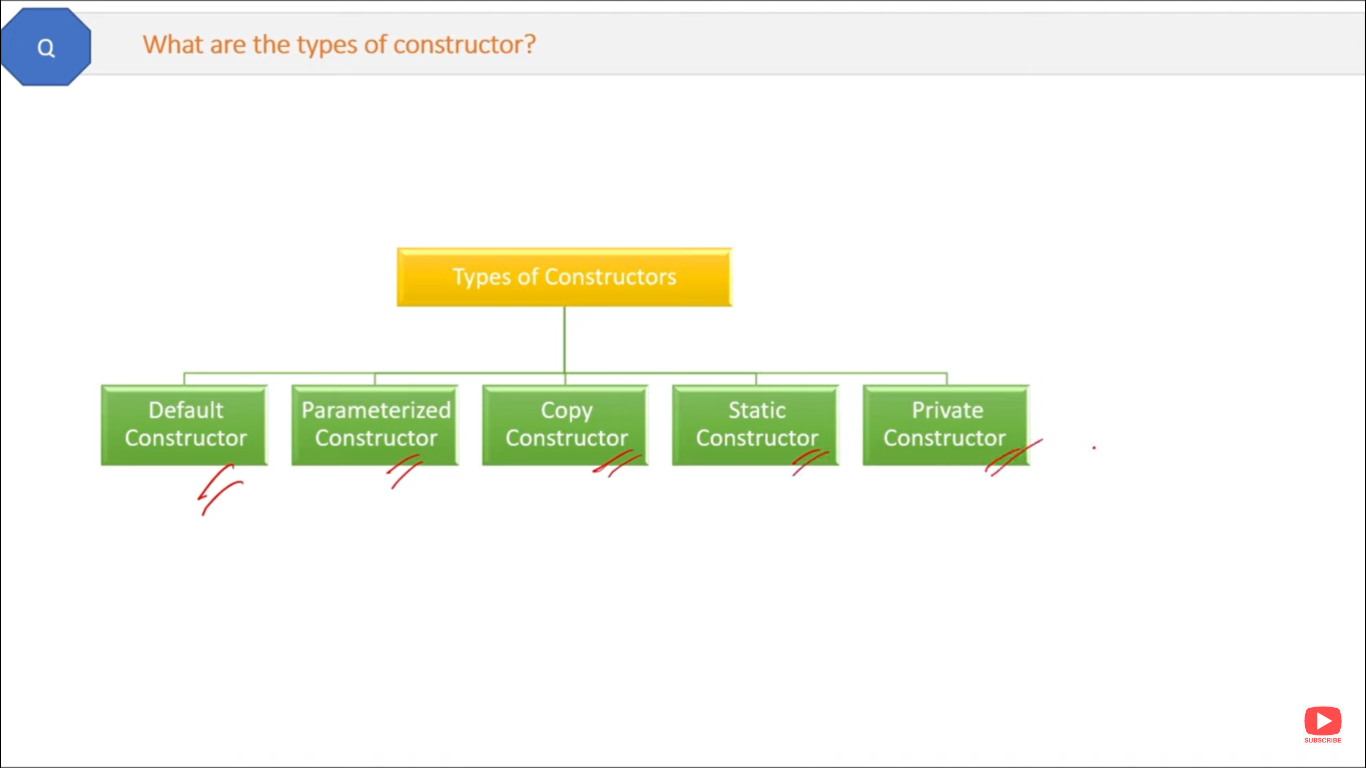 Q
What are the types of constructor?
Types of Constructors
Default
Constructor
Parameterized
Constructor
Copy
Constructor
Static
Constructor
Private
Constructor
SUBSCRIBE